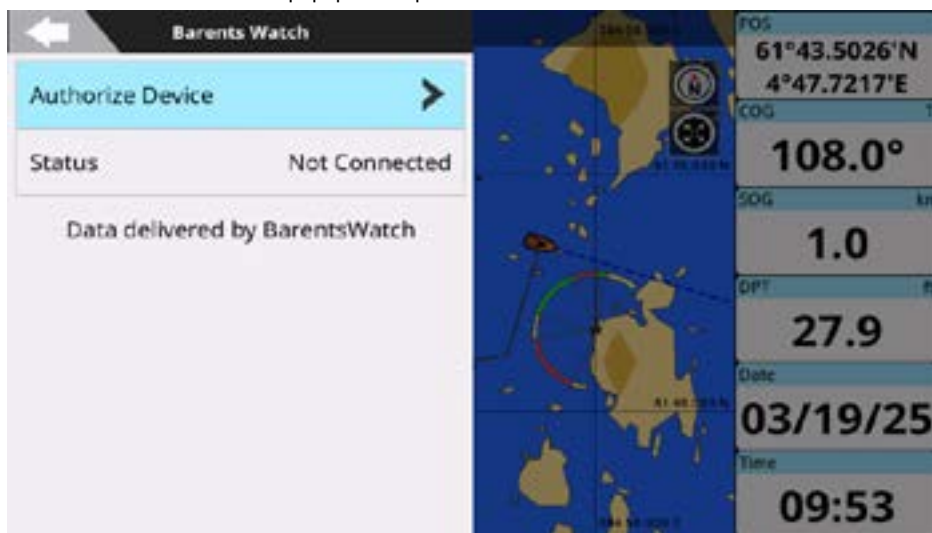 Barents Watch
Authorize Device
Status Not Connected
Data delivered by BarentsWatch
N
POS
61°43.5026'N
4°47.7217'E
COG
108.0°
SOG
1.0
DPT
27.9
Date
03/19/25
Time
09:53